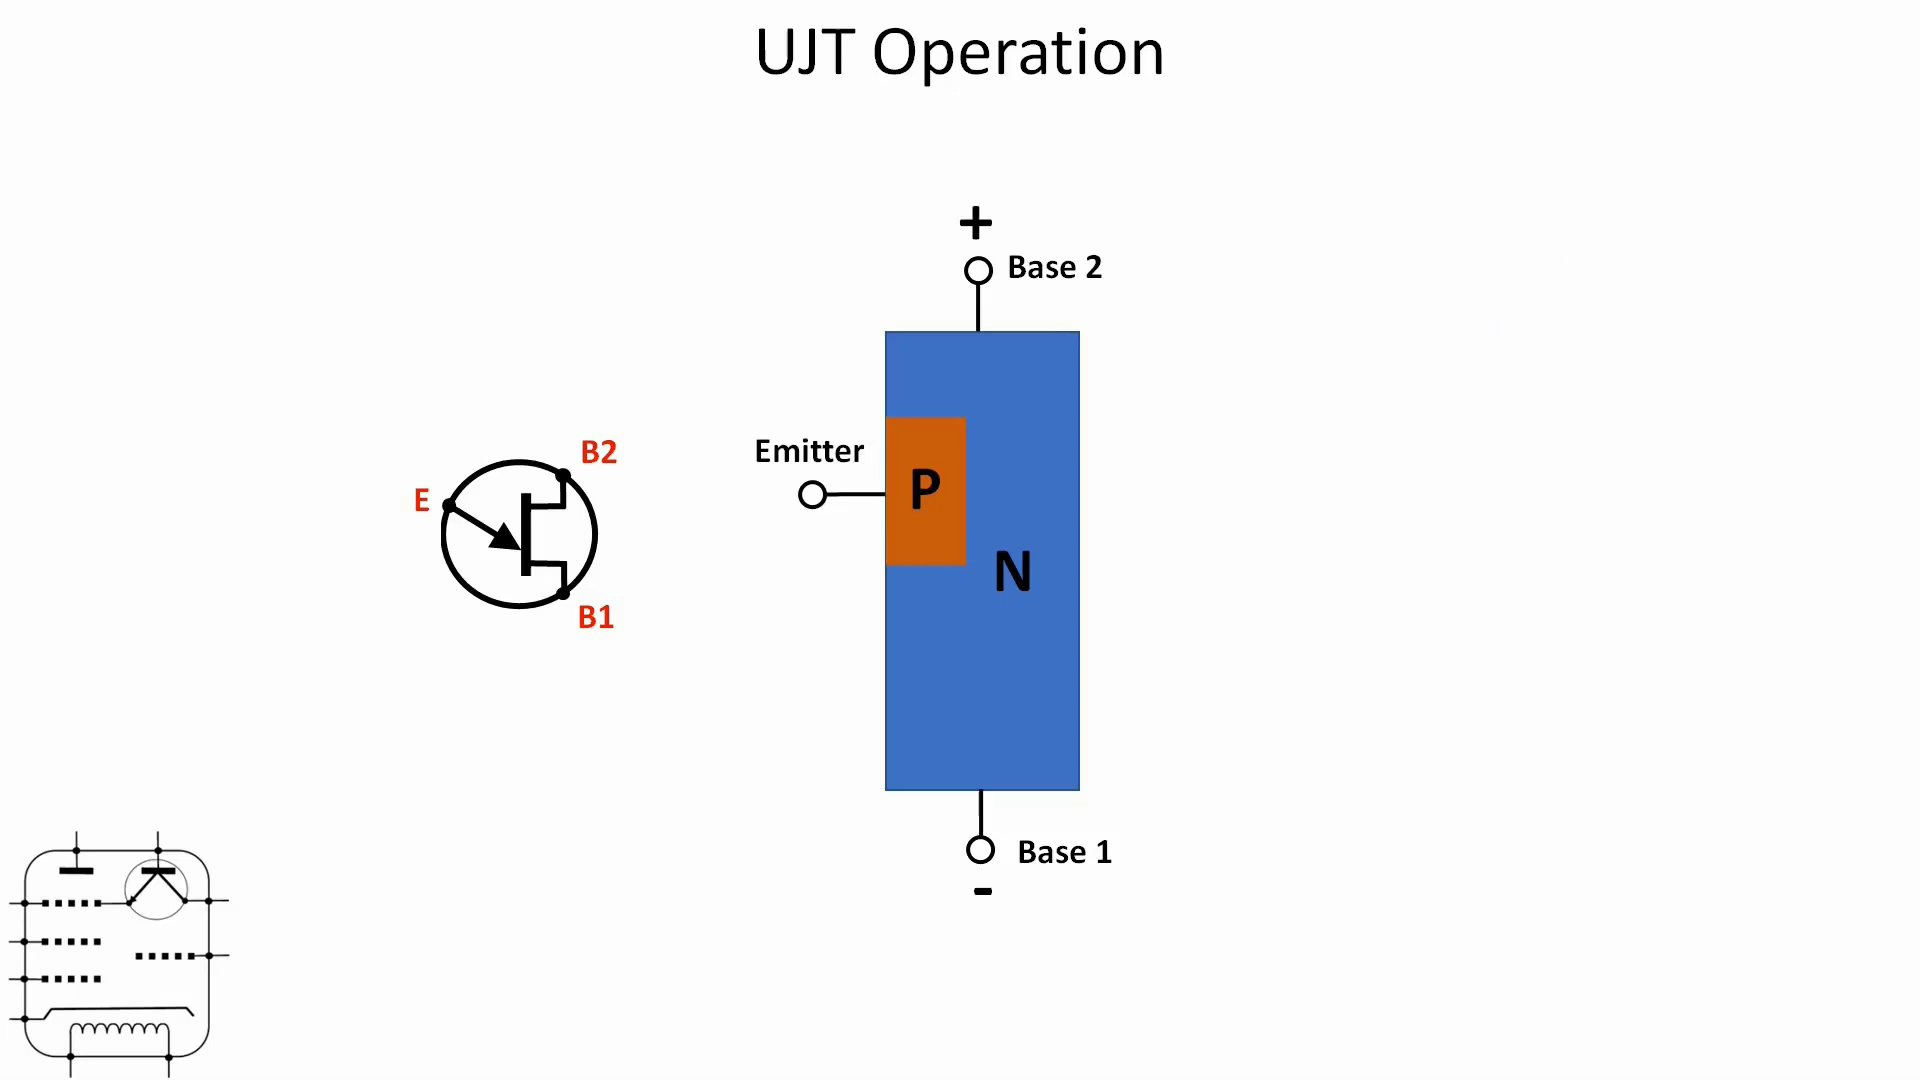 UJT Operation
+
Base 2
Emitter
P
N
B2
E
B1
Base 1
-